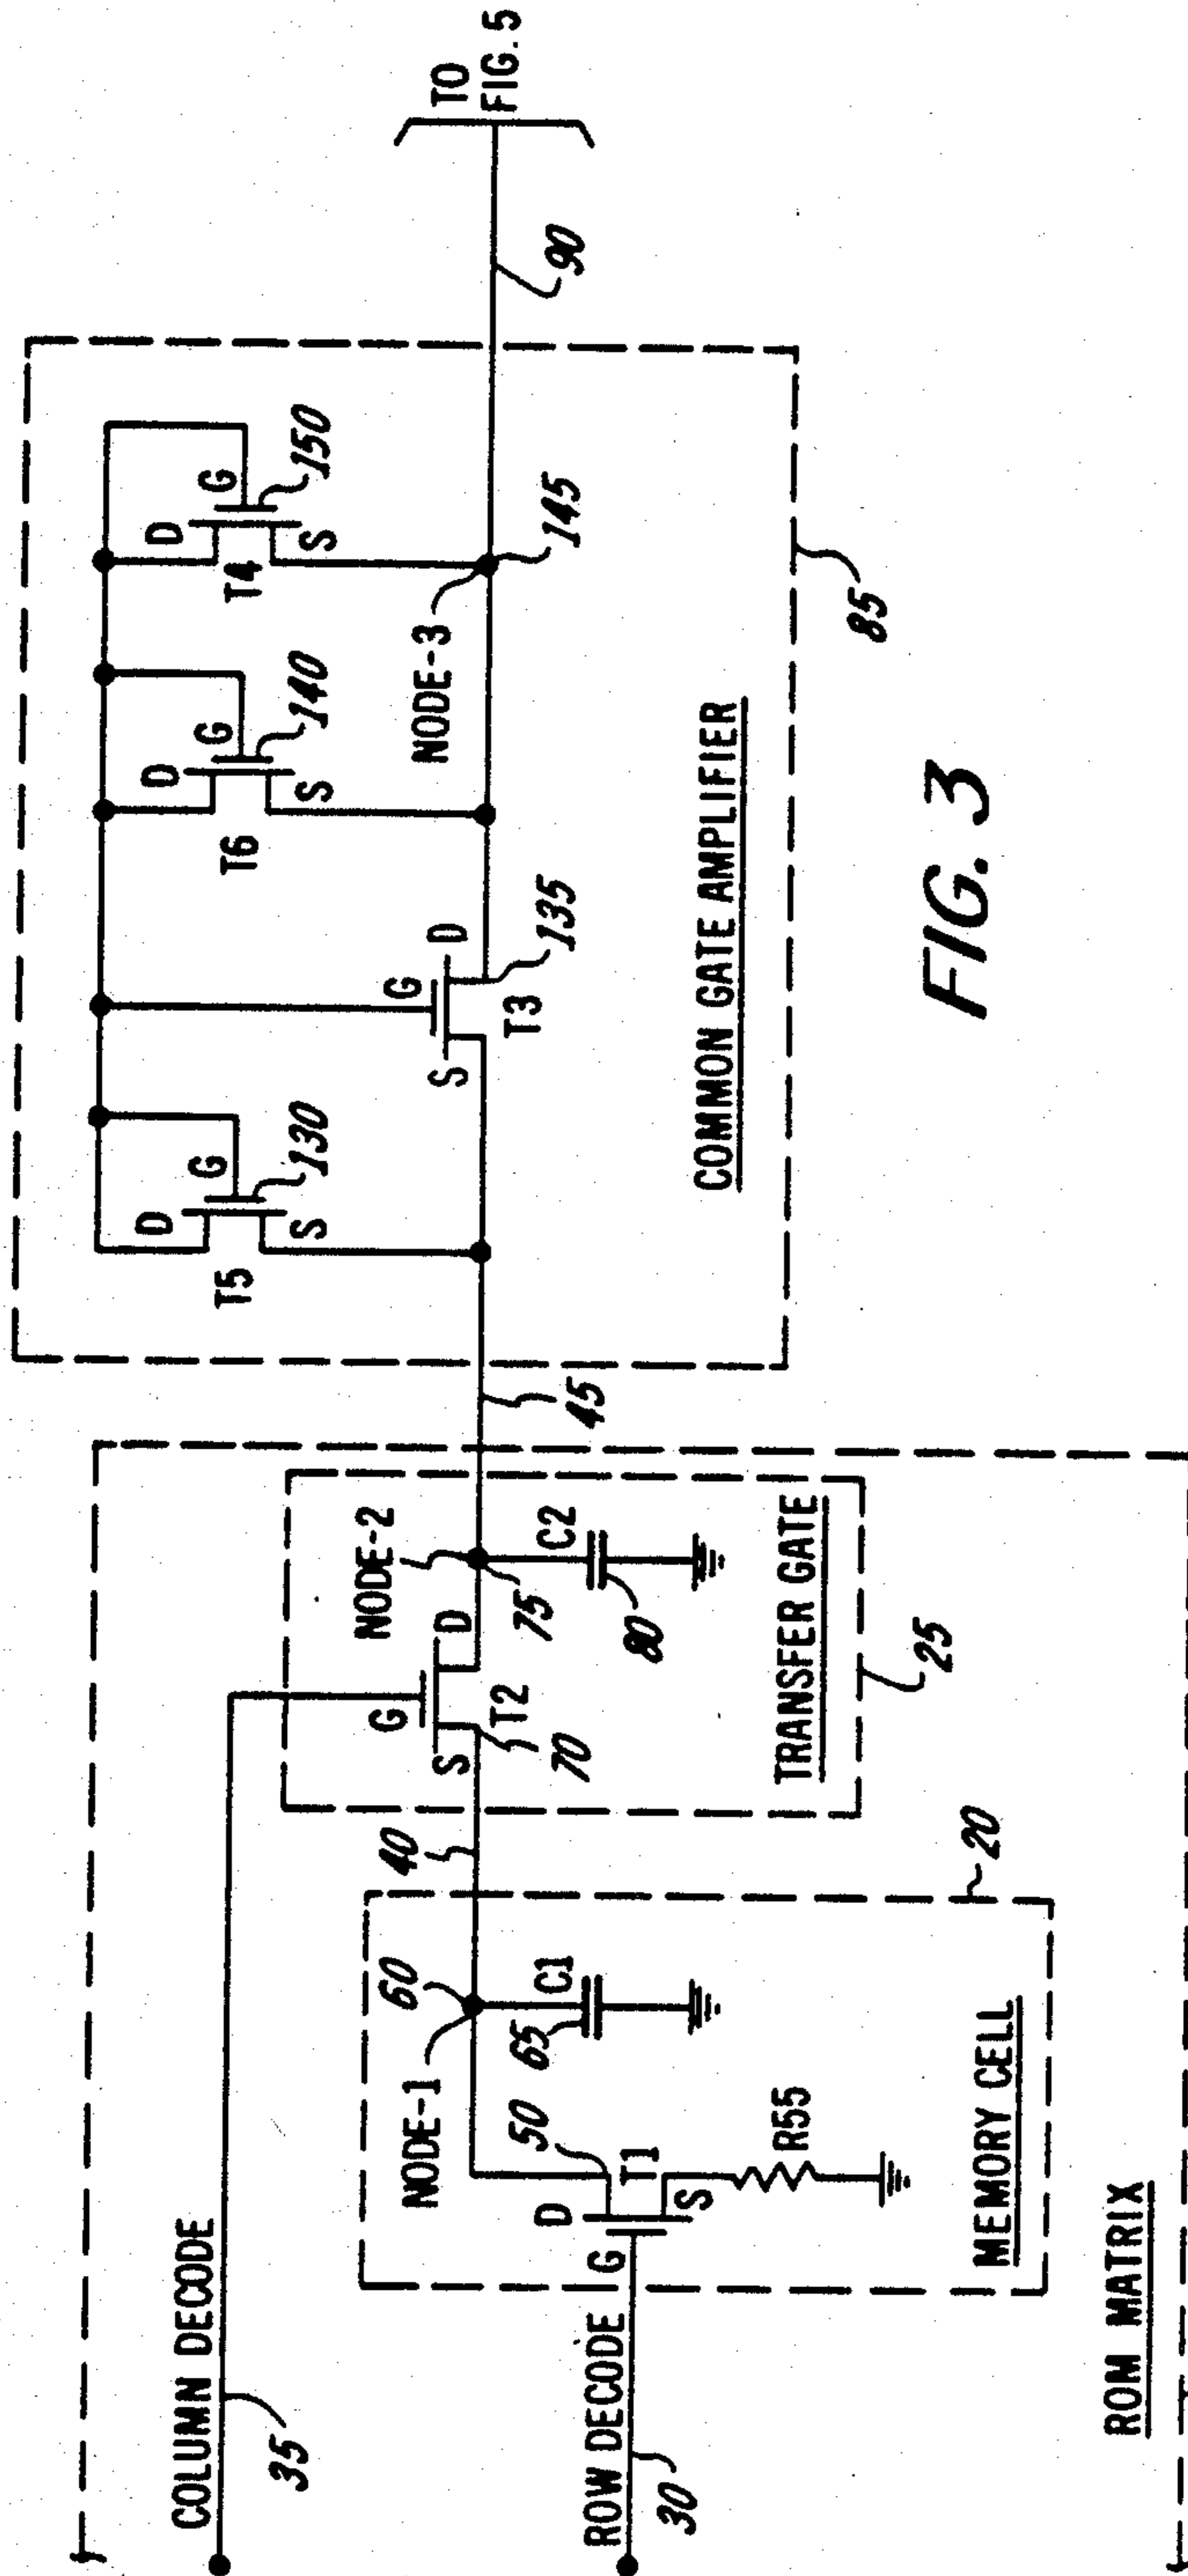 COLUMN DECODE
35
ROW DECODE
30
G
D
S
T1
50
R55
NODE-1
60
65
C1
MEMORY CELL
20
40
S
G
D
T2
70
NODE-2
75
C2
80
TRANSFER GATE
25
ROM MATRIX
45
T5
D
G
S
130
S
G
D
T3
135
T6
D
G
S
140
T4
D
G
S
150
NODE-3
145
COMMON GATE AMPLIFIER
85
90
TO
FIG. 5
FIG. 3